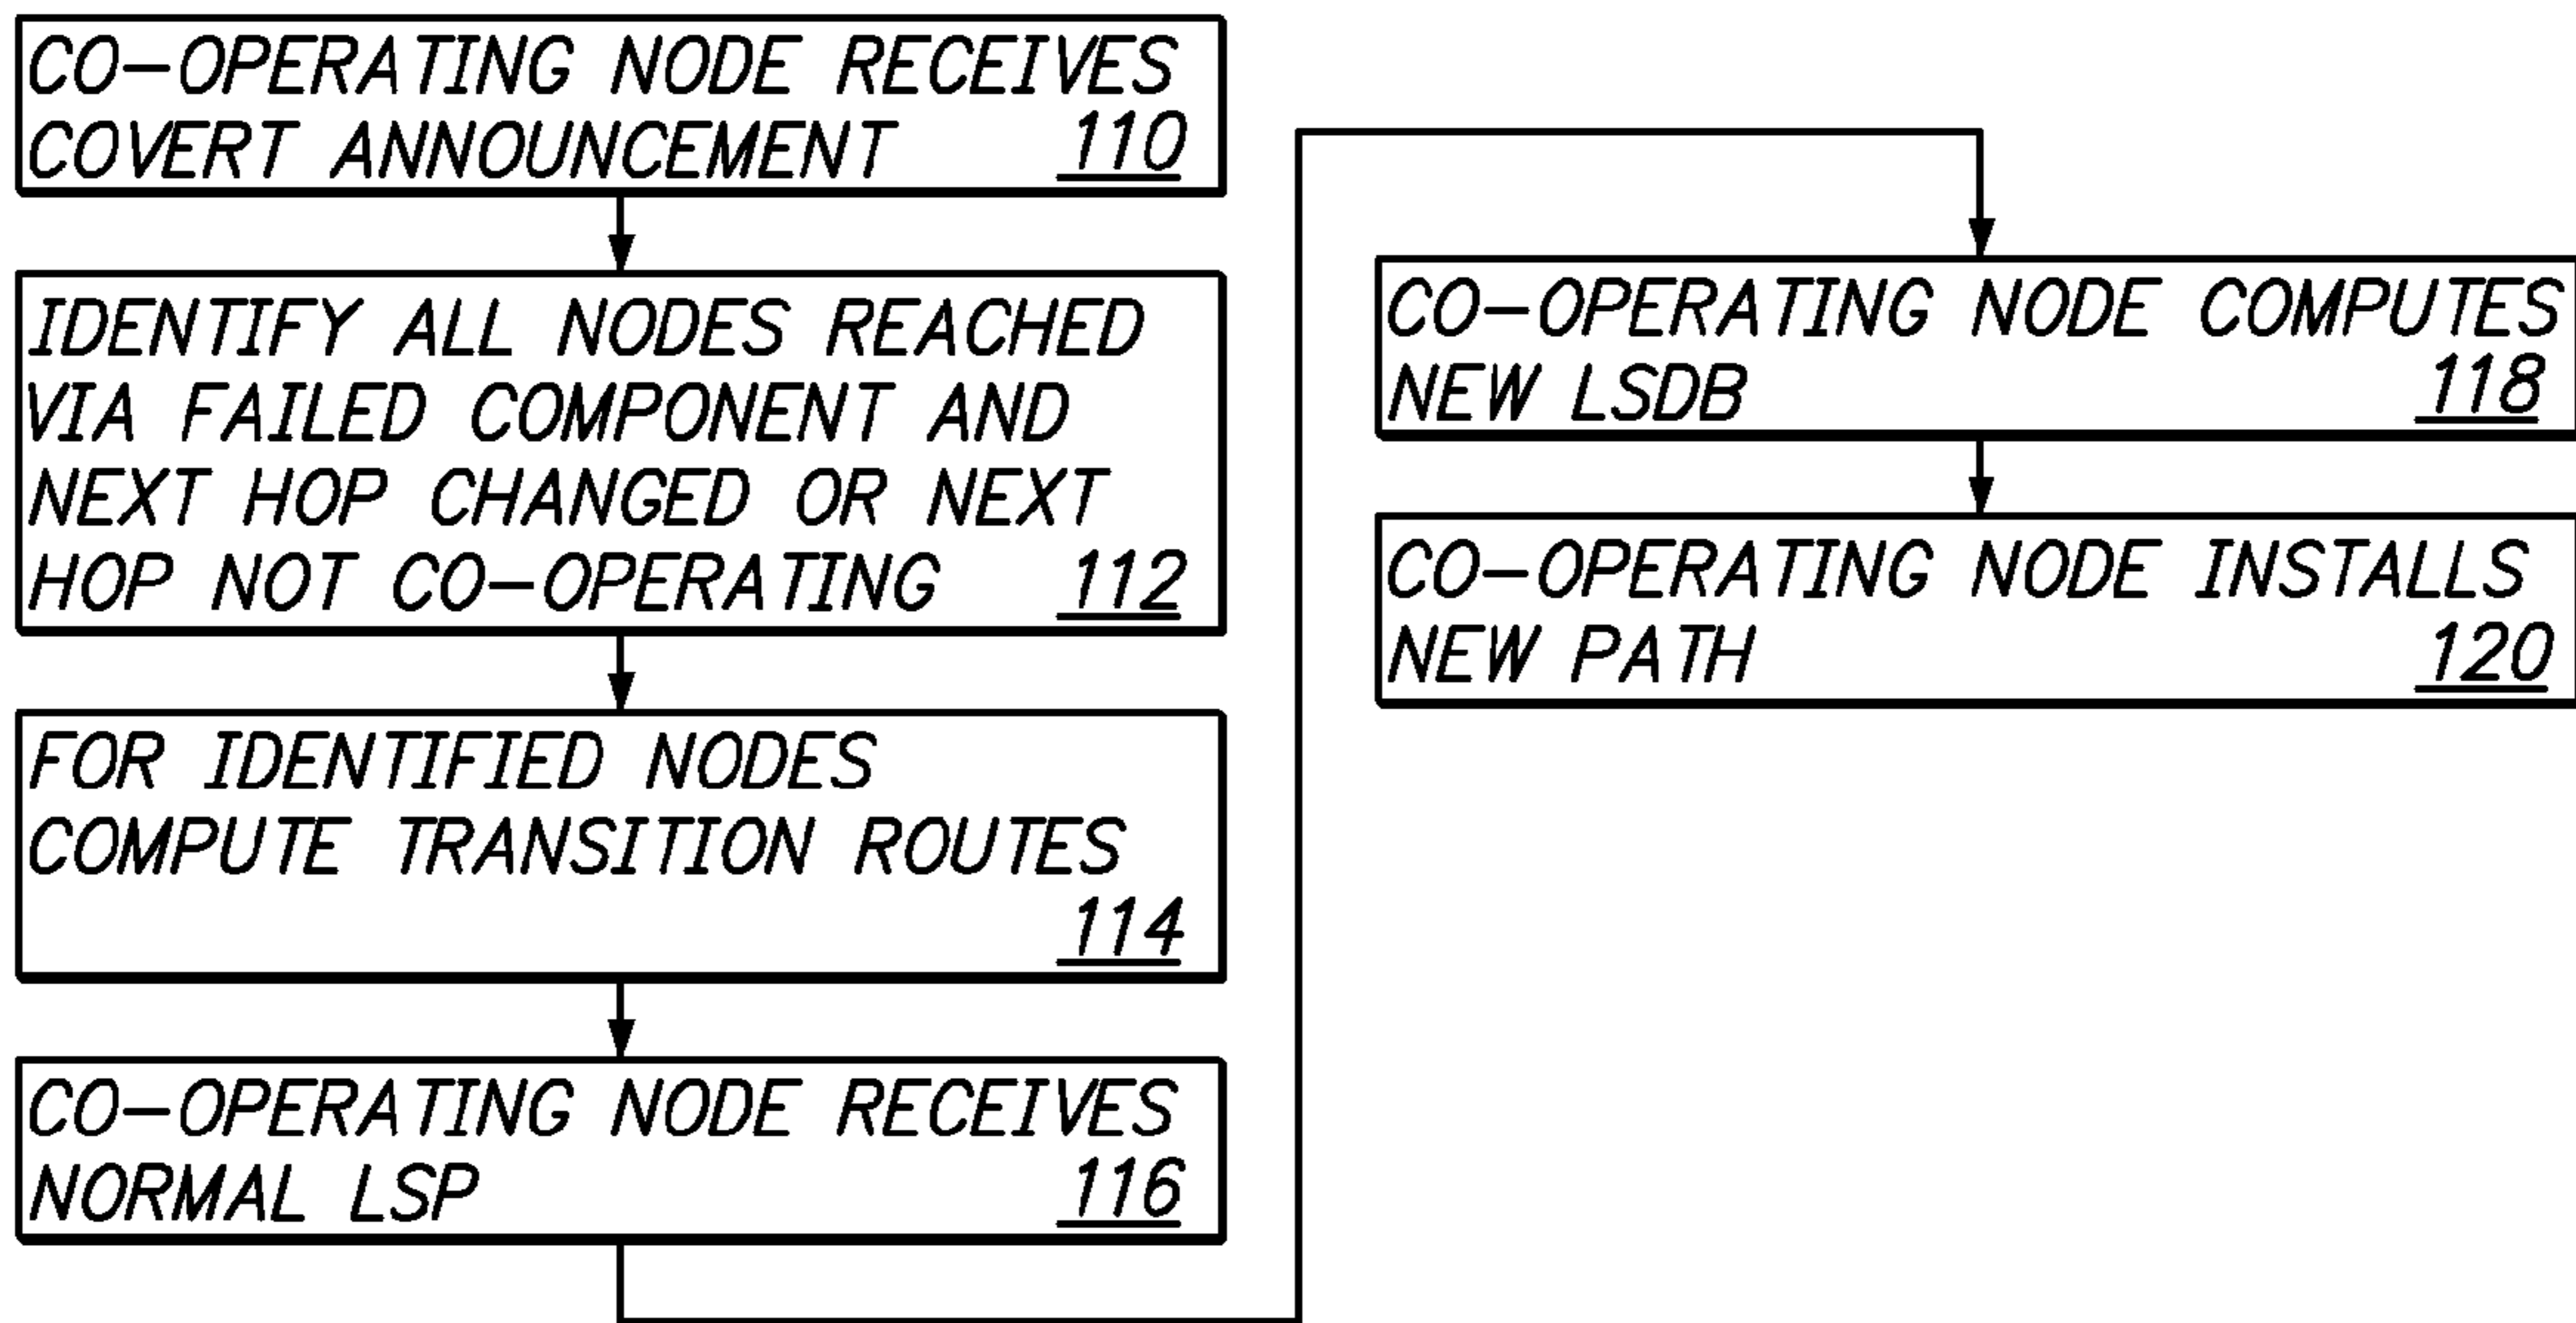 CO-OPERATING NODE RECEIVES
COVERT ANNOUNCEMENT 110
IDENTIFY ALL NODES REACHED
VIA FAILED COMPONENT AND
NEXT HOP CHANGED OR NEXT
HOP NOT CO-OPERATING 112
FOR IDENTIFIED NODES
COMPUTE TRANSITION ROUTES
114
CO-OPERATING NODE RECEIVES
NORMAL LSP 116
CO-OPERATING NODE COMPUTES
NEW LSDB 118
CO-OPERATING NODE INSTALLS
NEW PATH 120